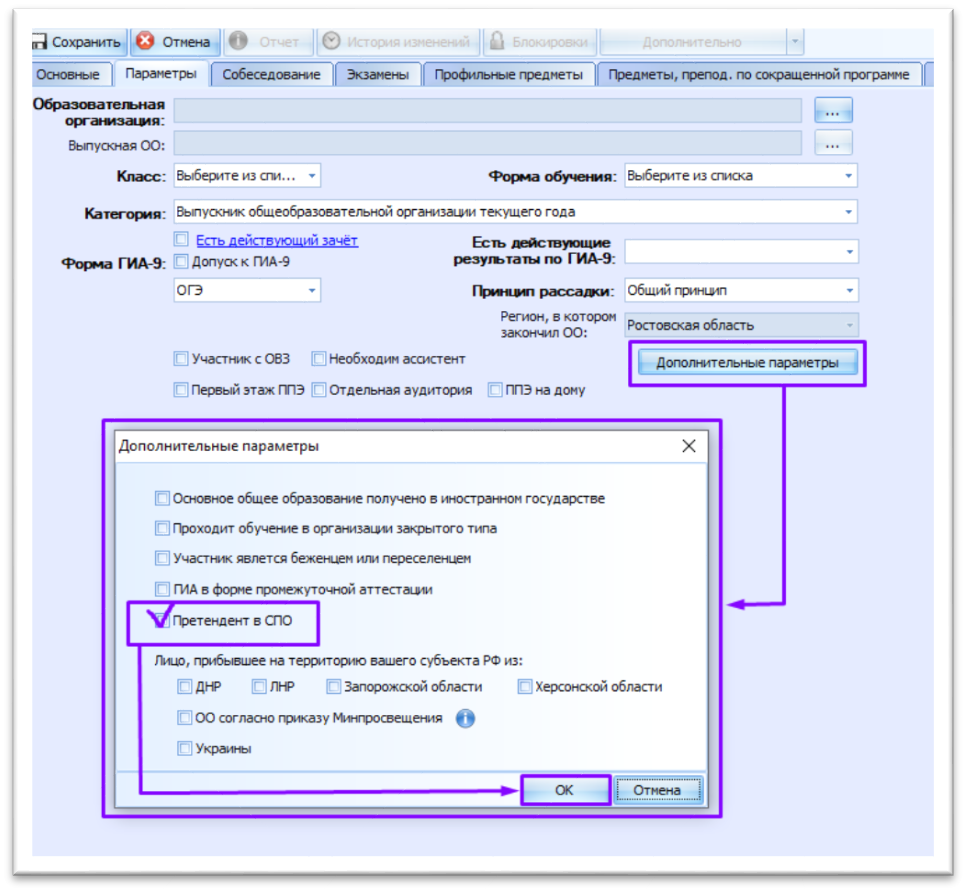 Сохранить Отмена Отчет История изменений Блокировки Дополнительно
Основные Параметры Собеседование Экзамены Профильные предметы Предметы, препод. по сокращенной программе
Образовательная
организация: ...
Выпускная ОО: ...
Класс: Выберите из спи... Форма обучения: Выберите из списка
Категория: Выпускник общеобразовательной организации текущего года
Есть действующий зачёт Есть действующие
Форма ГИА-9: Допуск к ГИА-9 результаты по ГИА-9:
ОГЭ Принцип рассадки: Общий принцип
Регион, в котором
закончил ОО: Ростовская область
Участник с ОВЗ Необходим ассистент Дополнительные параметры
Первый этаж ППЭ Отдельная аудитория ППЭ на дому
Дополнительные параметры
Основное общее образование получено в иностранном государстве
Проходит обучение в организации закрытого типа
Участник явлется беженцем или переселенцем
ГИА в форме промежуточной аттестации
Претендент в СПО
Лицо, прибывшее на территорию вашего субъекта РФ из:
ДНР ЛНР Запорожской области Херсонской области
ОО согласно приказу Минпросвещения
Украины
ОК Отмена